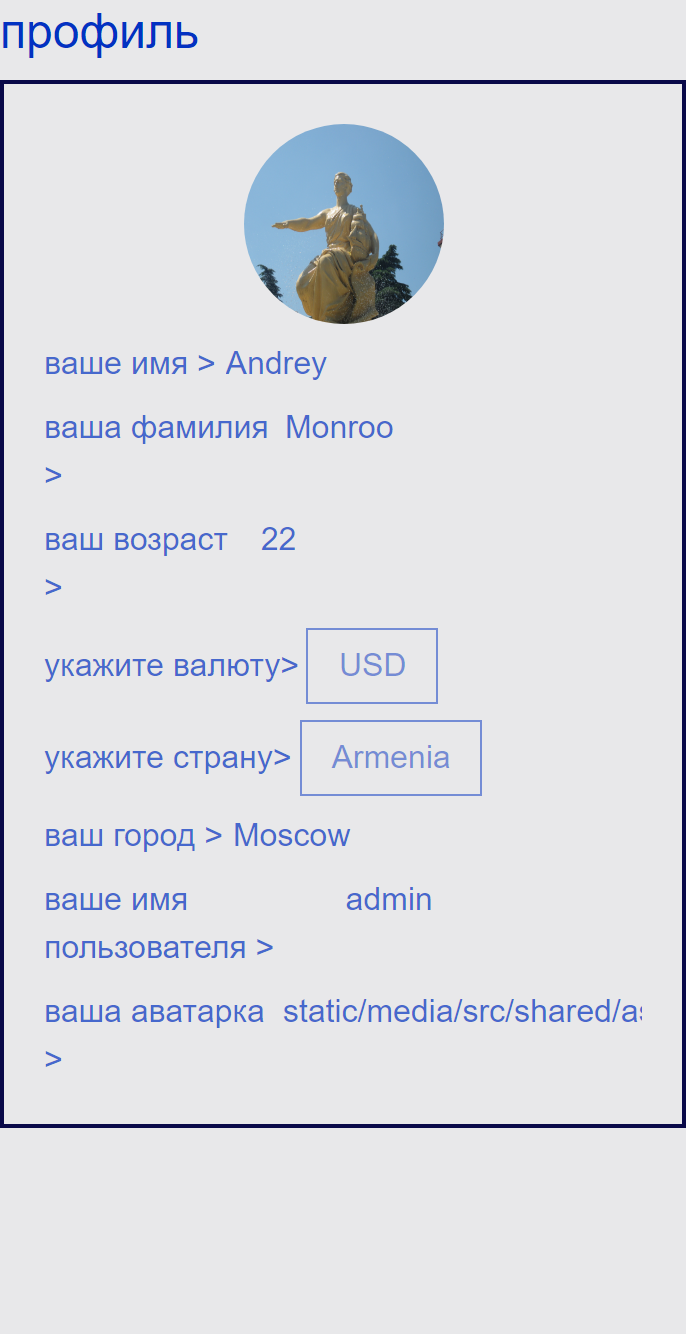 профиль
ваше имя > Andrey
ваша фамилия Monroo
>
ваш возраст 22
>
укажите валюту> USD
укажите страну> Armenia
ваш город > Moscow
ваше имя admin
пользователя >
ваша аватарка static/media/src/shared/as
>